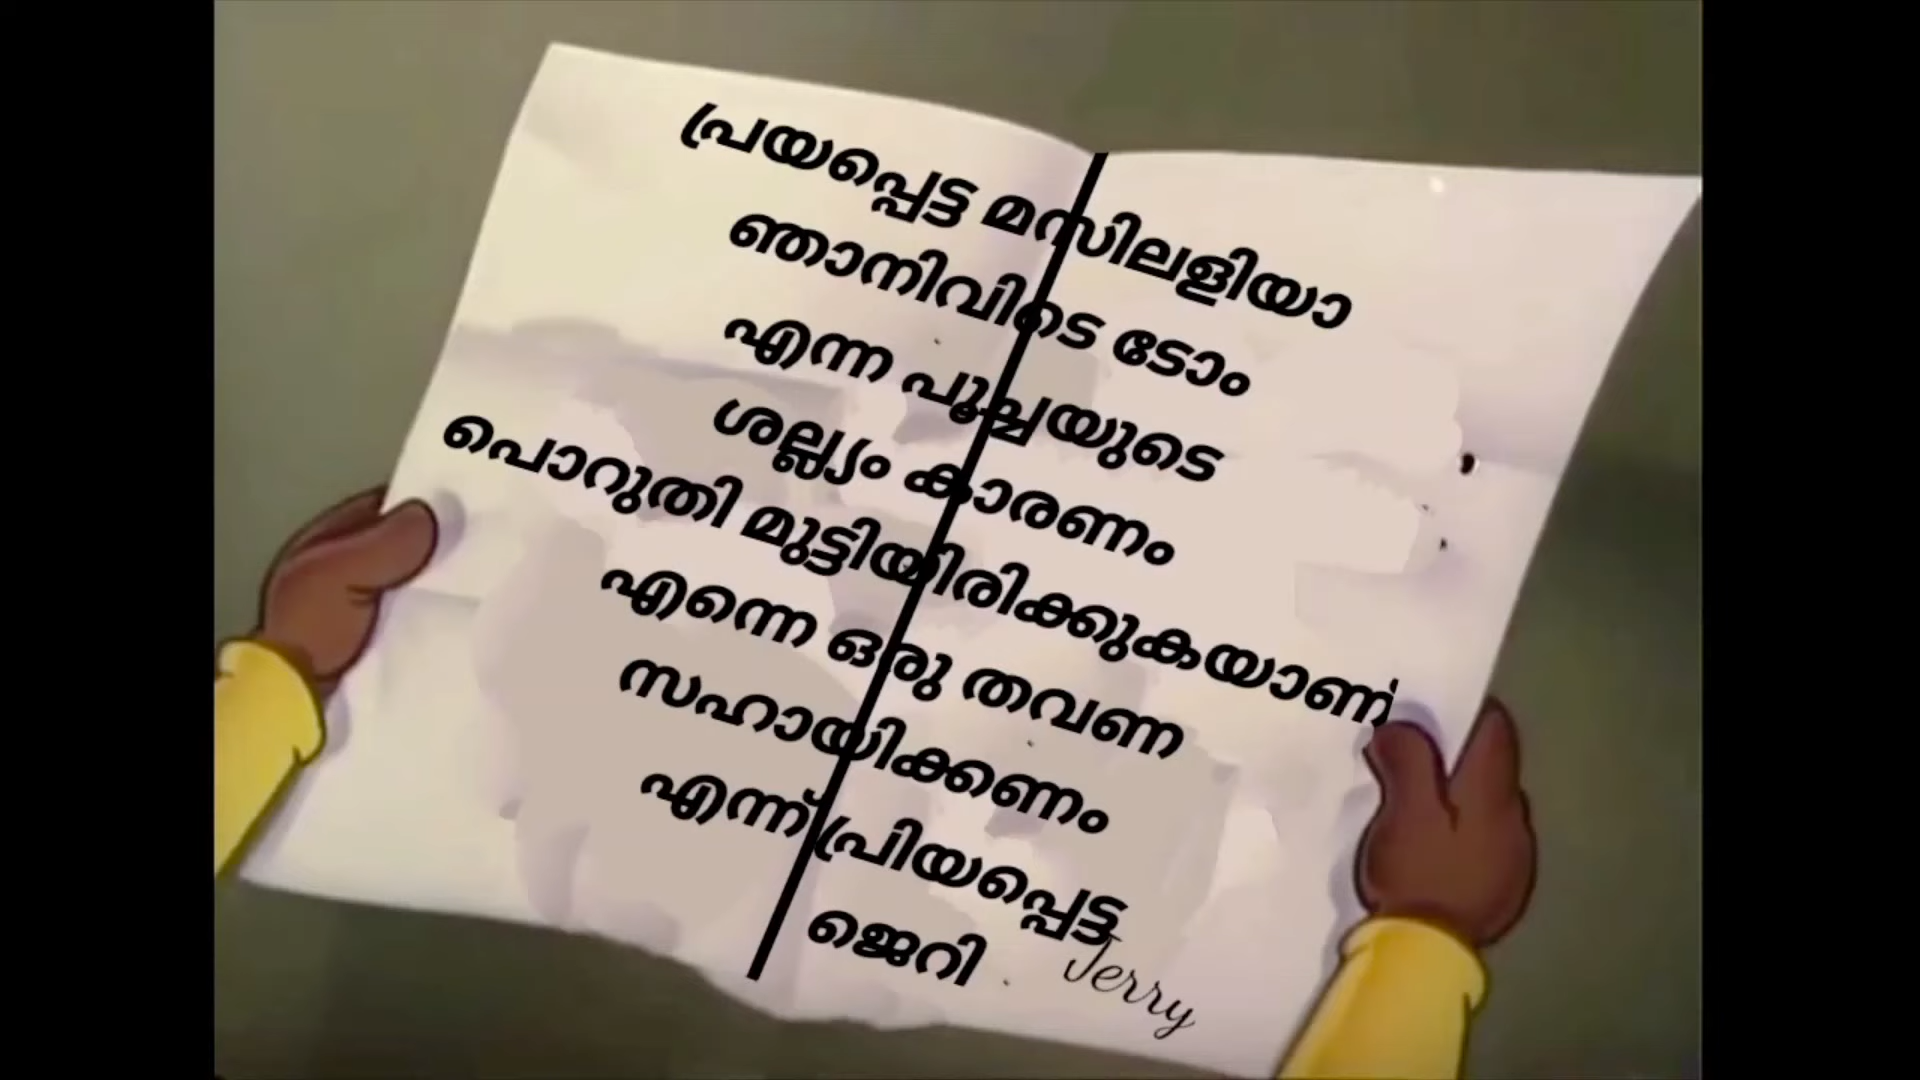 പ്രയപ്പെട്ട മസിലളിയാ
ഞാനിവിടെ ടോം
എന്ന പൂച്ചയുടെ
ശല്ല്യം കാരണം
പൊറുതി മുട്ടിയിരിക്കുകയാണ്
എന്നെ ഒരു തവണ
സഹായിക്കണം
എന്ന് പ്രിയപ്പെട്ട
ജെറി
Jerry